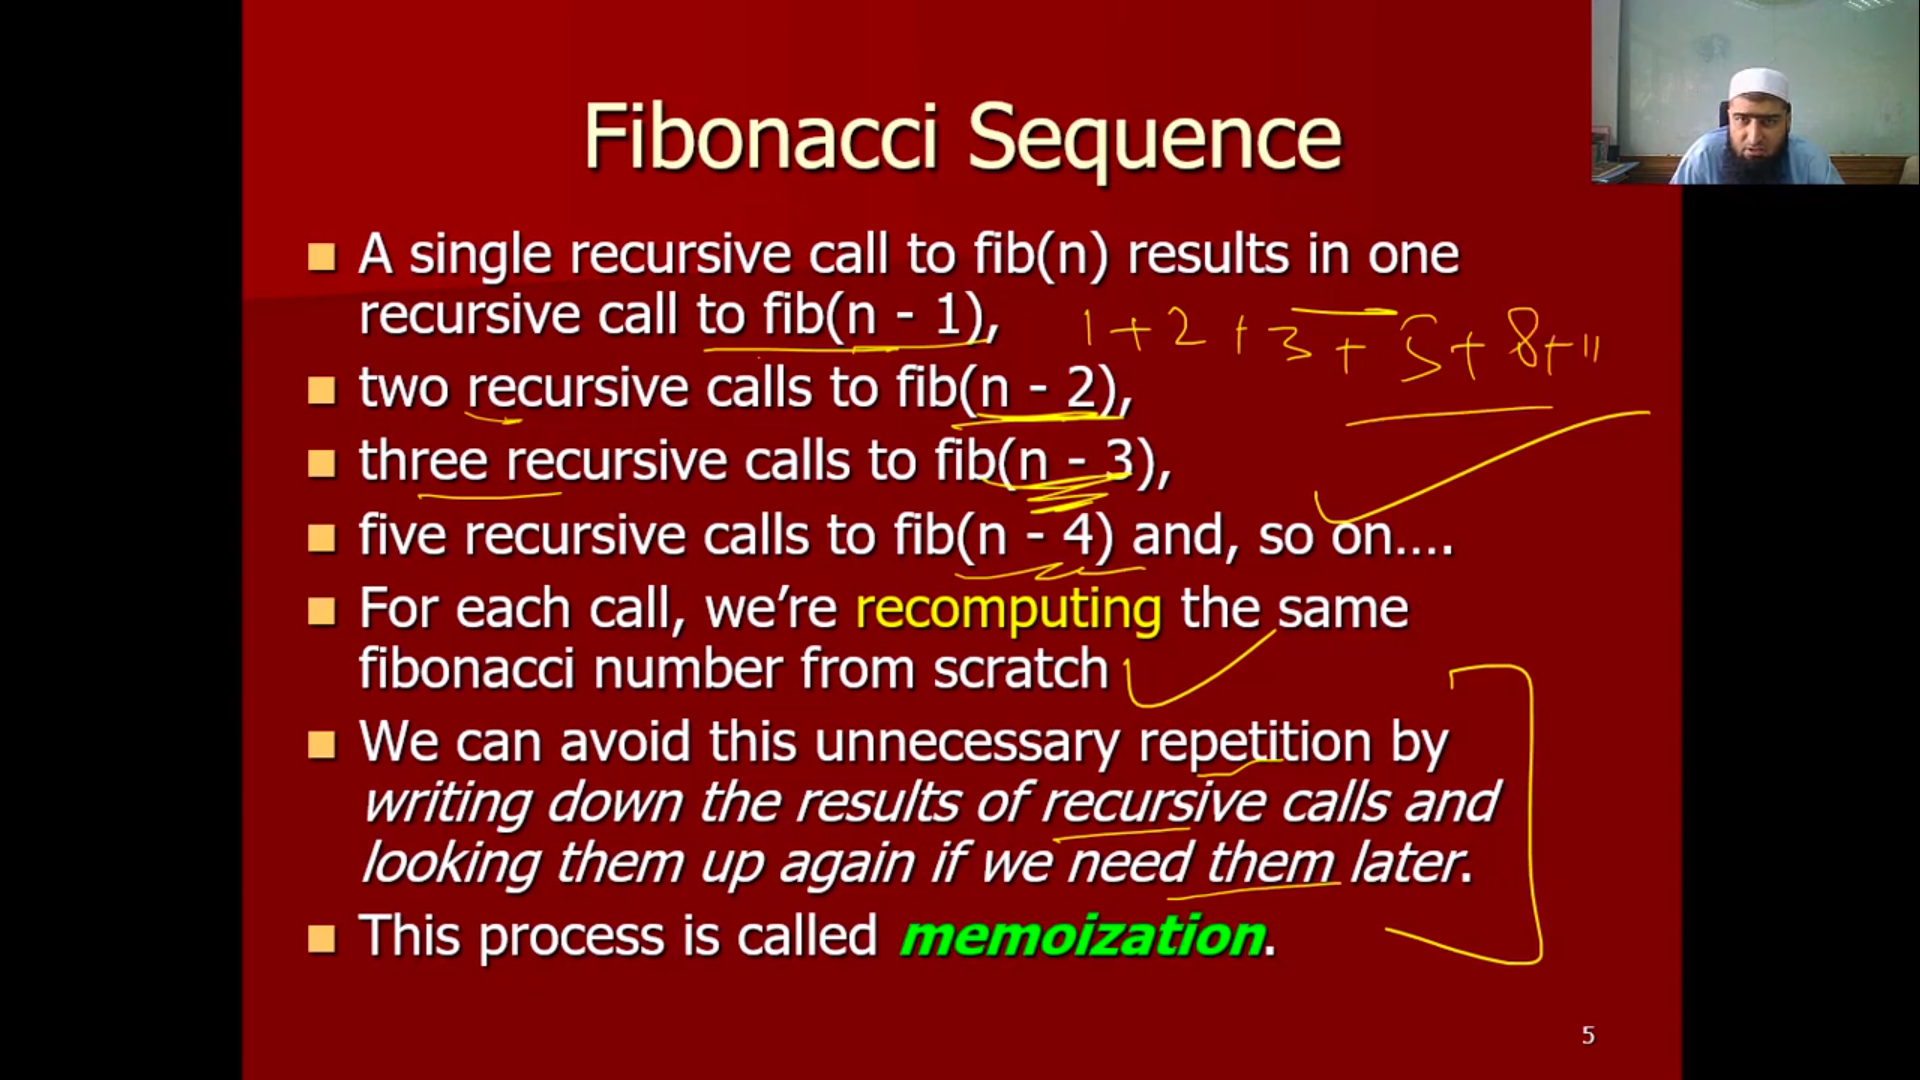 Fibonacci Sequence
A single recursive call to fib(n) results in one
recursive call to fib(n - 1),
1 + 2 + 3 + 5 + 8 + 11
two recursive calls to fib(n - 2),
three recursive calls to fib(n - 3),
five recursive calls to fib(n - 4) and, so on....
For each call, we’re recomputing the same
fibonacci number from scratch
We can avoid this unnecessary repetition by
writing down the results of recursive calls and
looking them up again if we need them later.
This process is called memoization.
5